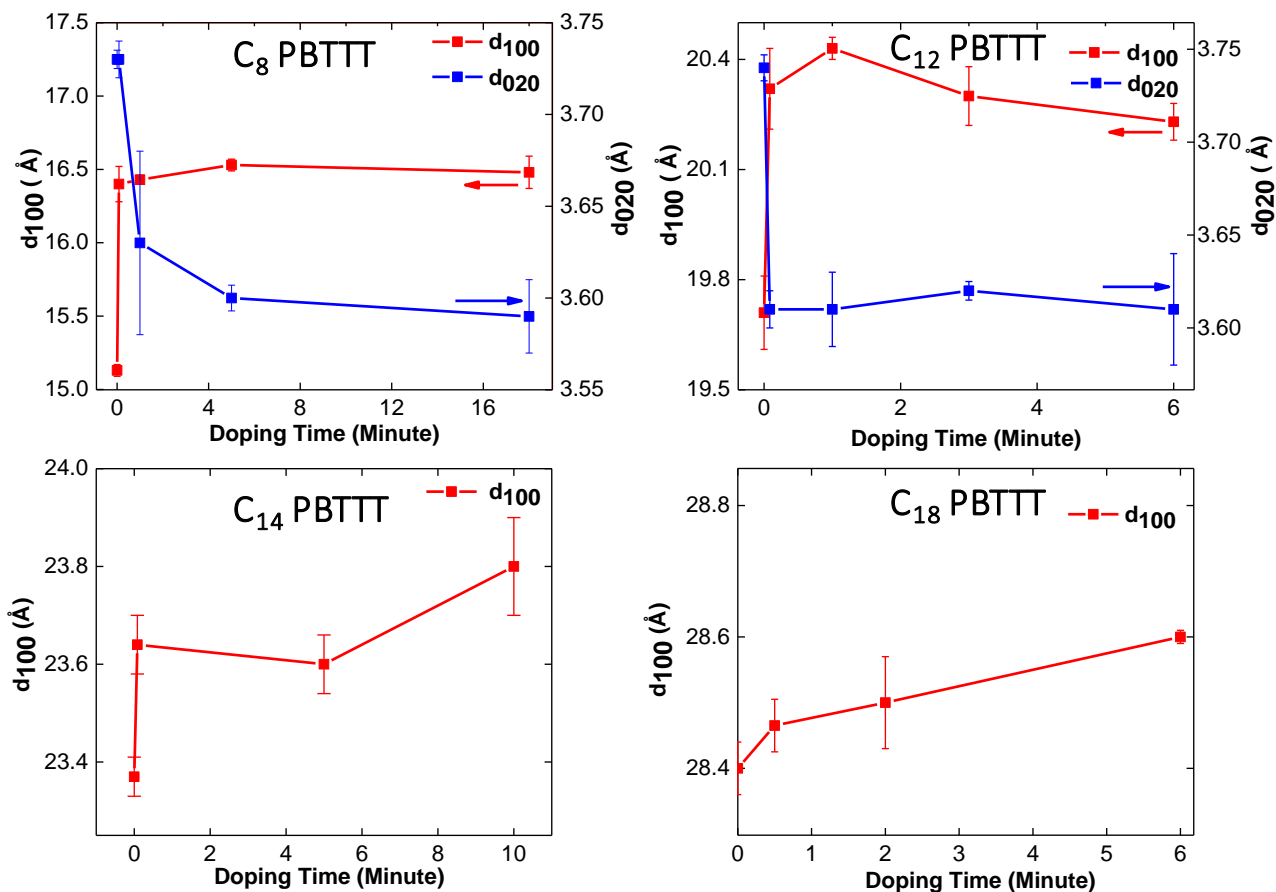 C8 PBTTT
d100
d020
17.5
17.0
16.5
16.0
15.5
15.0
d100 ( Å)
3.75
3.70
3.65
3.60
3.55
d020 (Å)
0 4 8 12 16
Doping Time (Minute)
C12 PBTTT
d100
d020
20.4
20.1
19.8
19.5
d100 ( Å)
3.75
3.70
3.65
3.60
d020 (Å)
0 2 4 6
Doping Time (Minute)
C14 PBTTT
d100
24.0
23.8
23.6
23.4
d100 (Å)
0 2 4 6 8 10
Doping Time (Minute)
C18 PBTTT
d100
28.8
28.6
28.4
d100 (Å)
0 1 2 3 4 5 6
Doping Time (Minute)